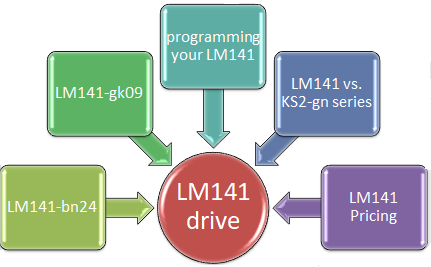 programming
your LM141
LM141-gk09
LM141 vs.
KS2-gn series
LM141-bn24
LM141
drive
LM141
Pricing